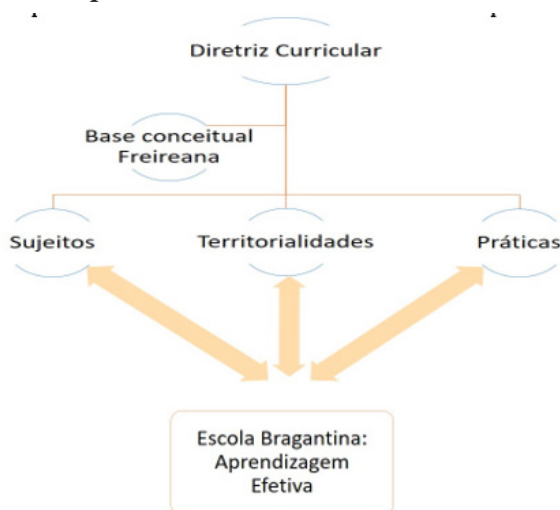 Diretriz Curricular
Base conceitual
Freireana
Sujeitos
Territorialidades
Práticas
Escola Bragantina:
Aprendizagem
Efetiva